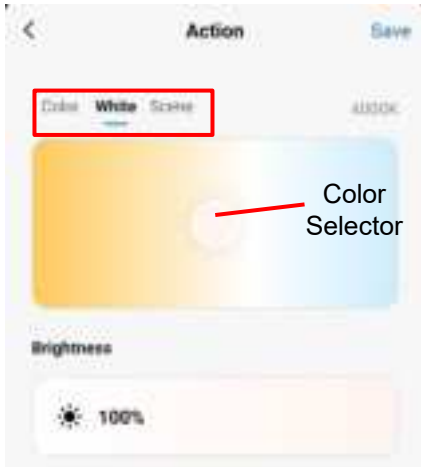 Action Save
Color White Scene 4000K
Color
Selector
Brightness
100%